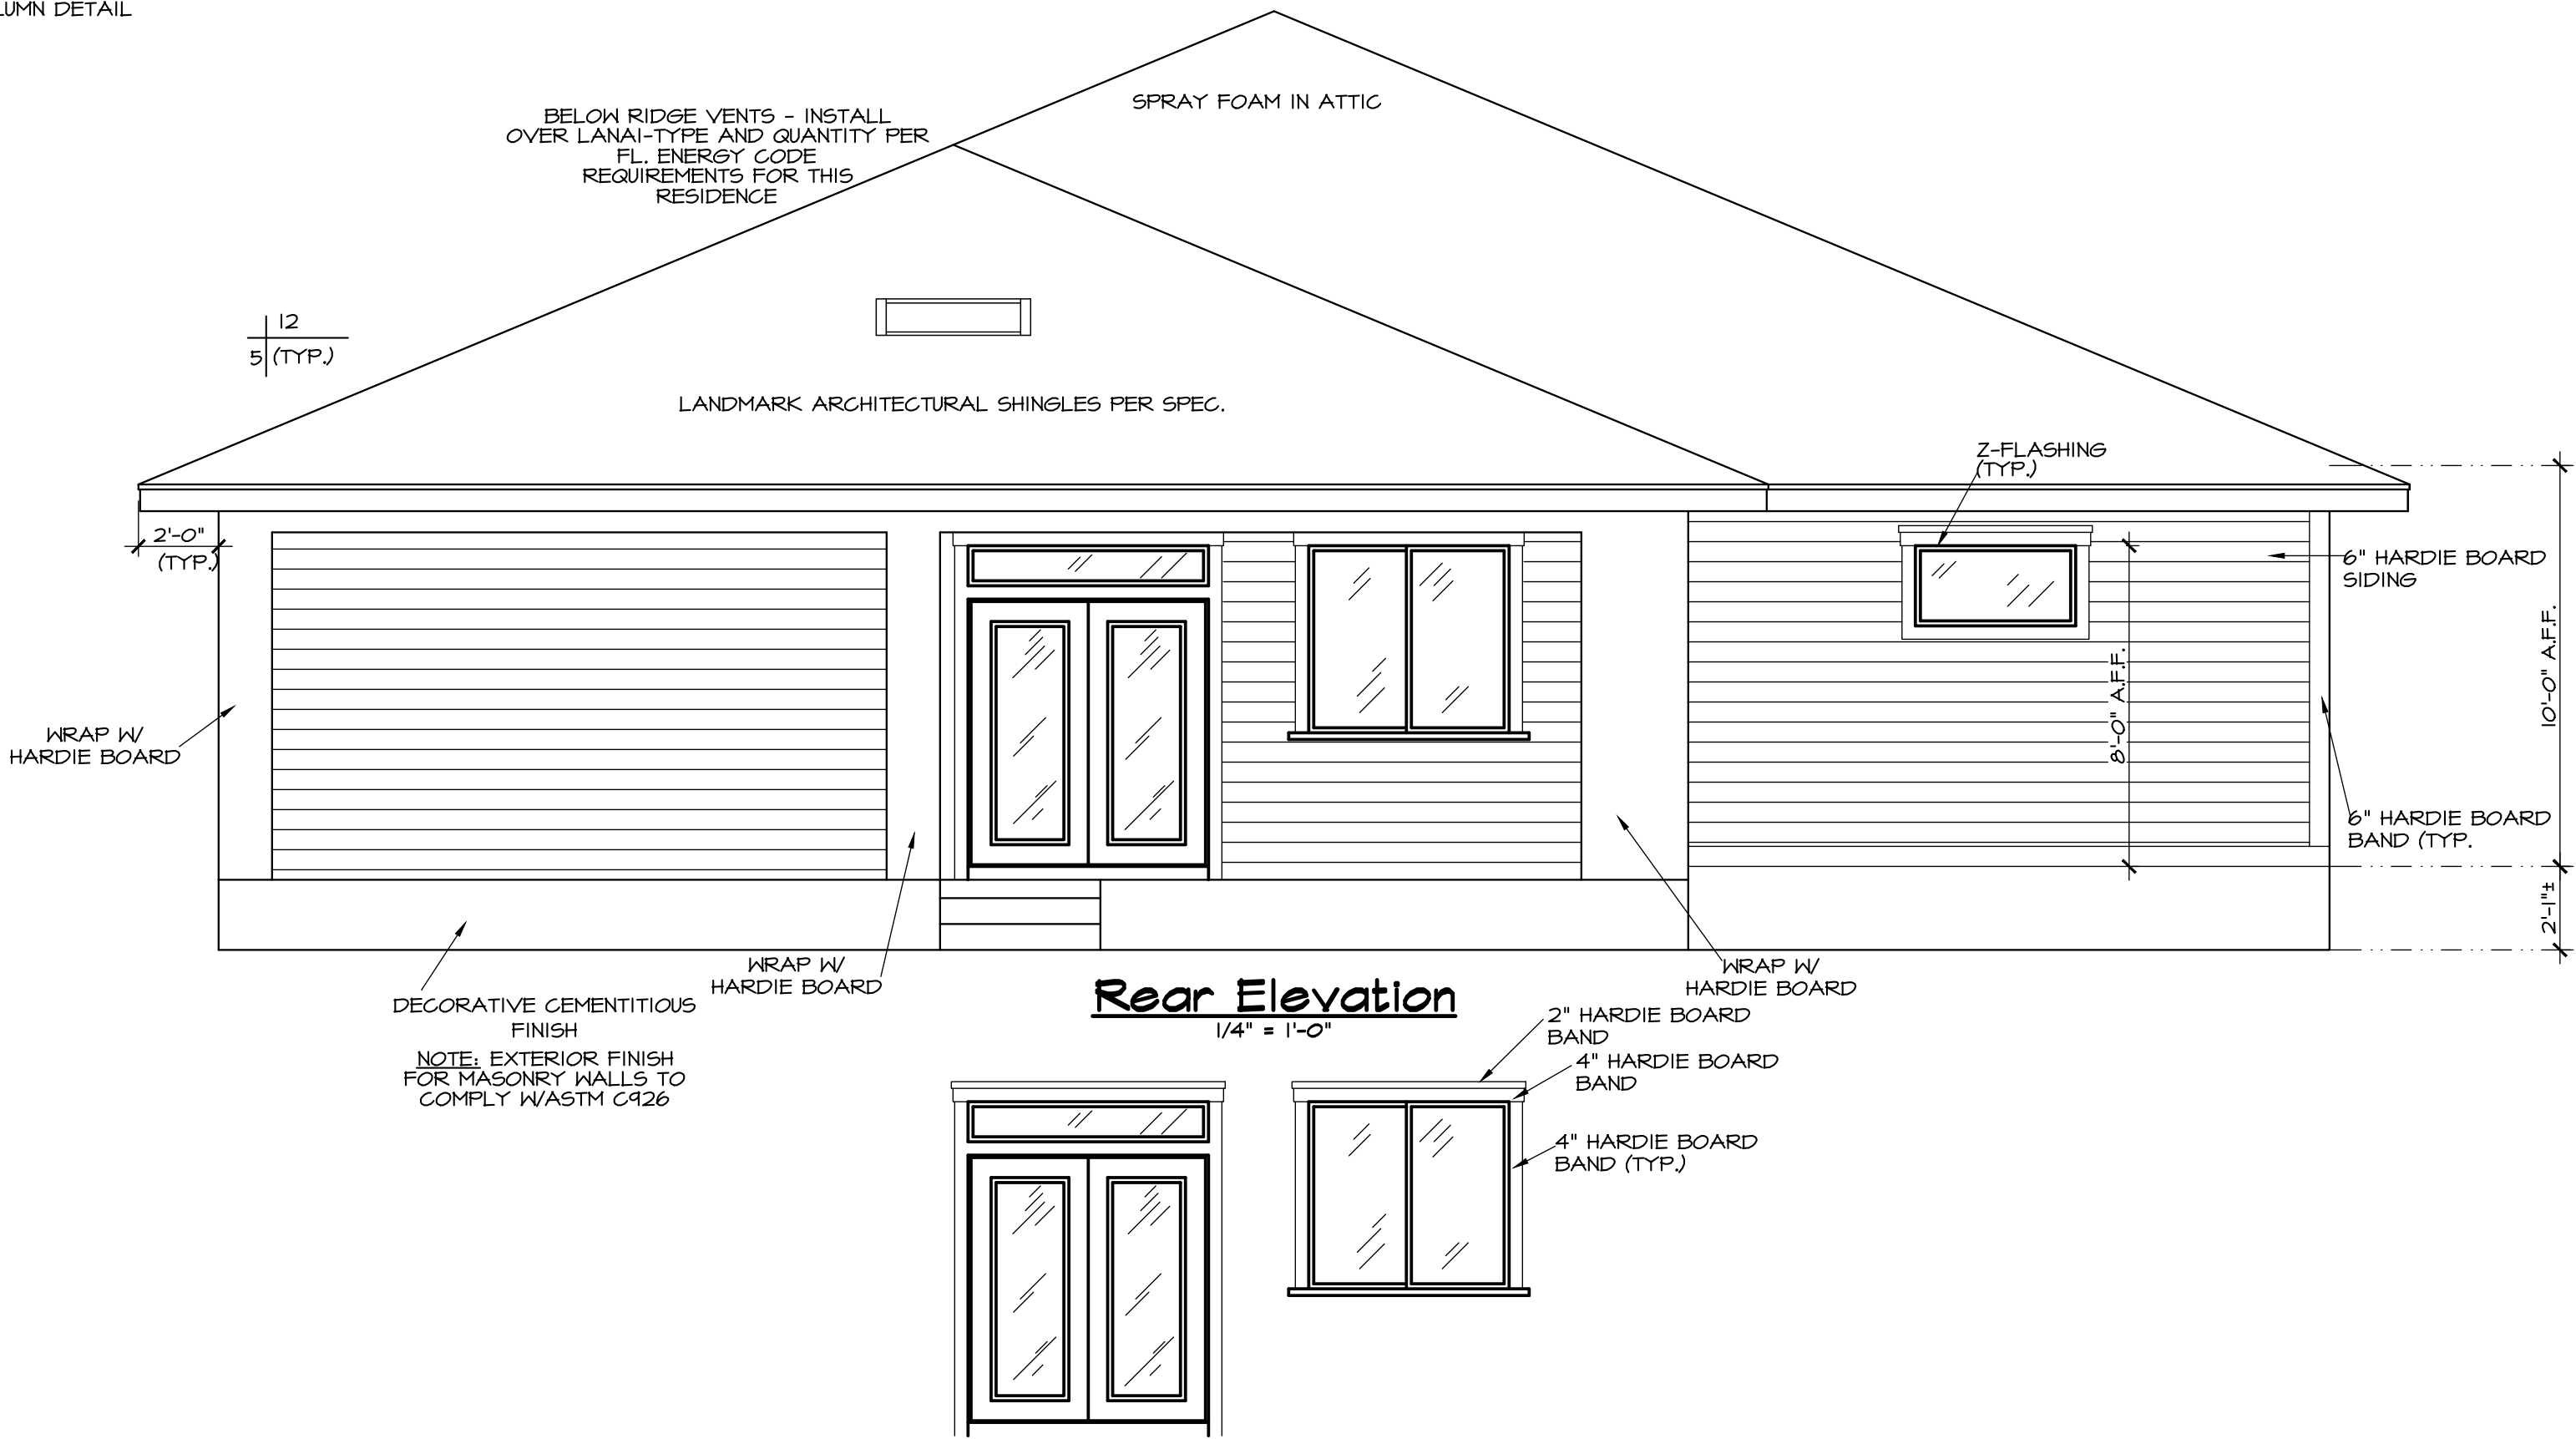 LUMN DETAIL
SPRAY FOAM IN ATTIC
BELOW RIDGE VENTS - INSTALL
OVER LANAI-TYPE AND QUANTITY PER
FL. ENERGY CODE
REQUIREMENTS FOR THIS
RESIDENCE
12
5 (TYP.)
LANDMARK ARCHITECTURAL SHINGLES PER SPEC.
Z-FLASHING
(TYP.)
2'-0"
(TYP.)
6" HARDIE BOARD
SIDING
10'-0" A.F.F.
8'-0" A.F.F.
WRAP W/
HARDIE BOARD
6" HARDIE BOARD
BAND (TYP.
2'-1"±
WRAP W/
HARDIE BOARD
WRAP W/
HARDIE BOARD
DECORATIVE CEMENTITIOUS
FINISH
NOTE: EXTERIOR FINISH
FOR MASONRY WALLS TO
COMPLY W/ASTM C926
Rear Elevation
1/4" = 1'-0"
2" HARDIE BOARD
BAND
4" HARDIE BOARD
BAND
4" HARDIE BOARD
BAND (TYP.)